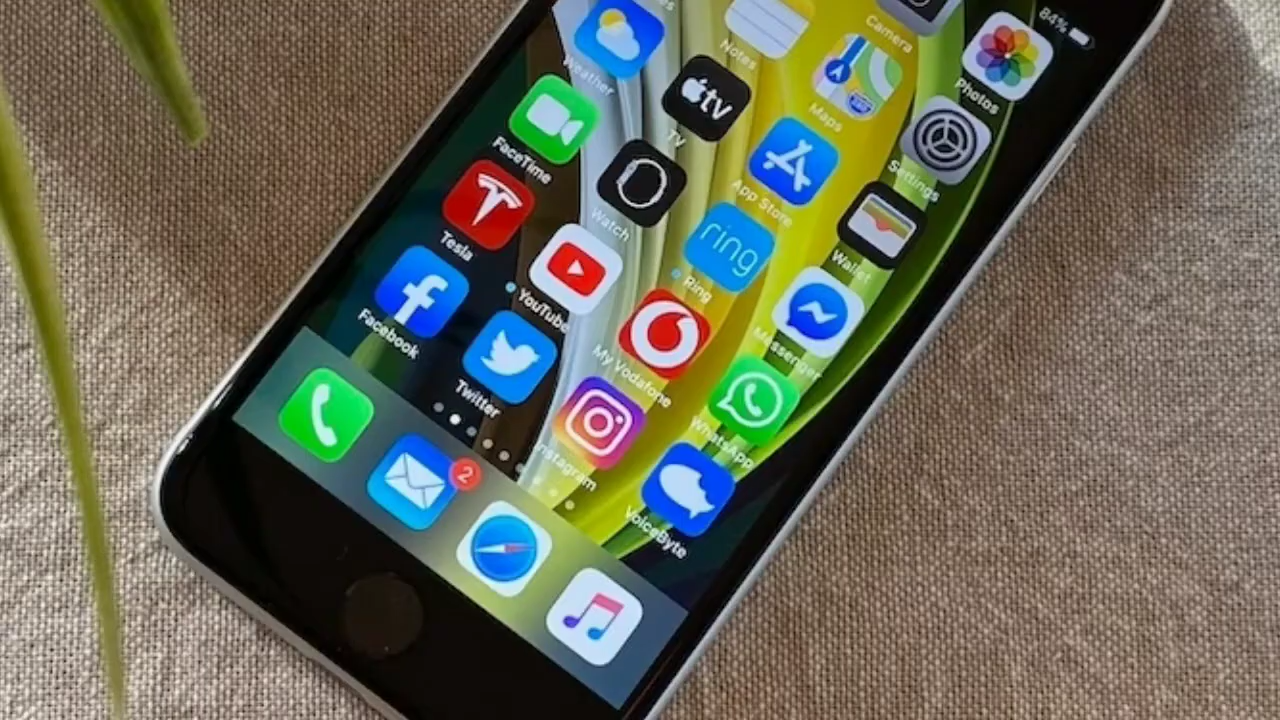 84%
Notes
Camera
Photos
Weather
tv
TV
Maps
Settings
FaceTime
Watch
App Store
Wallet
Tesla
YouTube
ring
Ring
Messenger
Facebook
Twitter
My Vodafone
WhatsApp
Instagram
VoiceByte
2